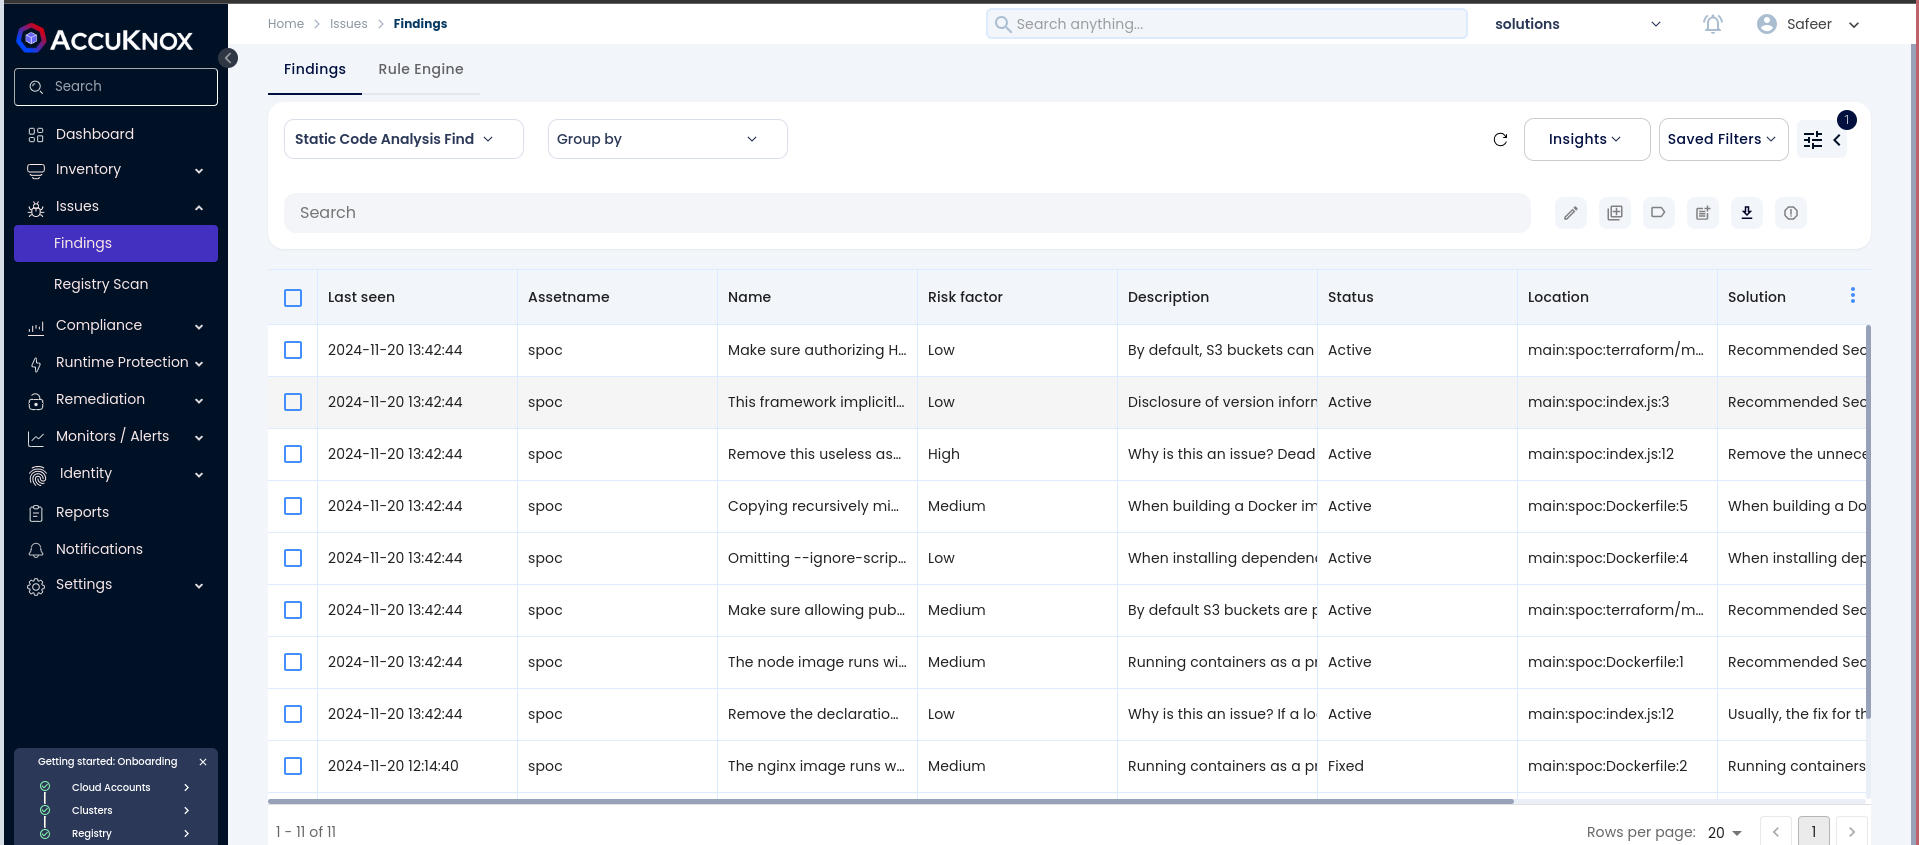 Home > Issues > Findings
Search anything...
solutions
Safeer
ACCUKNOX
Search
Dashboard
Inventory
Issues
Findings
Registry Scan
Compliance
Runtime Protection
Remediation
Monitors / Alerts
Identity
Reports
Notifications
Settings
Getting started: Onboarding
Cloud Accounts
Clusters
Registry
Findings Rule Engine
Static Code Analysis Find
Group by
Insights
Saved Filters
1
Search
Last seen Assetname Name Risk factor Description Status Location Solution
2024-11-20 13:42:44 spoc Make sure authorizing H... Low By default, S3 buckets can Active main:spoc:terraform/m... Recommended Sec
2024-11-20 13:42:44 spoc This framework implicitl... Low Disclosure of version inforn Active main:spoc:index.js:3 Recommended Sec
2024-11-20 13:42:44 spoc Remove this useless as... High Why is this an issue? Dead Active main:spoc:index.js:12 Remove the unnece
2024-11-20 13:42:44 spoc Copying recursively mi... Medium When building a Docker im Active main:spoc:Dockerfile:5 When building a Do
2024-11-20 13:42:44 spoc Omitting --ignore-scrip... Low When installing dependenc Active main:spoc:Dockerfile:4 When installing dep
2024-11-20 13:42:44 spoc Make sure allowing pub... Medium By default S3 buckets are p Active main:spoc:terraform/m... Recommended Sec
2024-11-20 13:42:44 spoc The node image runs wi... Medium Running containers as a pr Active main:spoc:Dockerfile:1 Recommended Sec
2024-11-20 13:42:44 spoc Remove the declaratio... Low Why is this an issue? If a lo Active main:spoc:index.js:12 Usually, the fix for th
2024-11-20 12:14:40 spoc The nginx image runs w... Medium Running containers as a pr Fixed main:spoc:Dockerfile:2 Running containers
1 - 11 of 11
Rows per page: 20
1